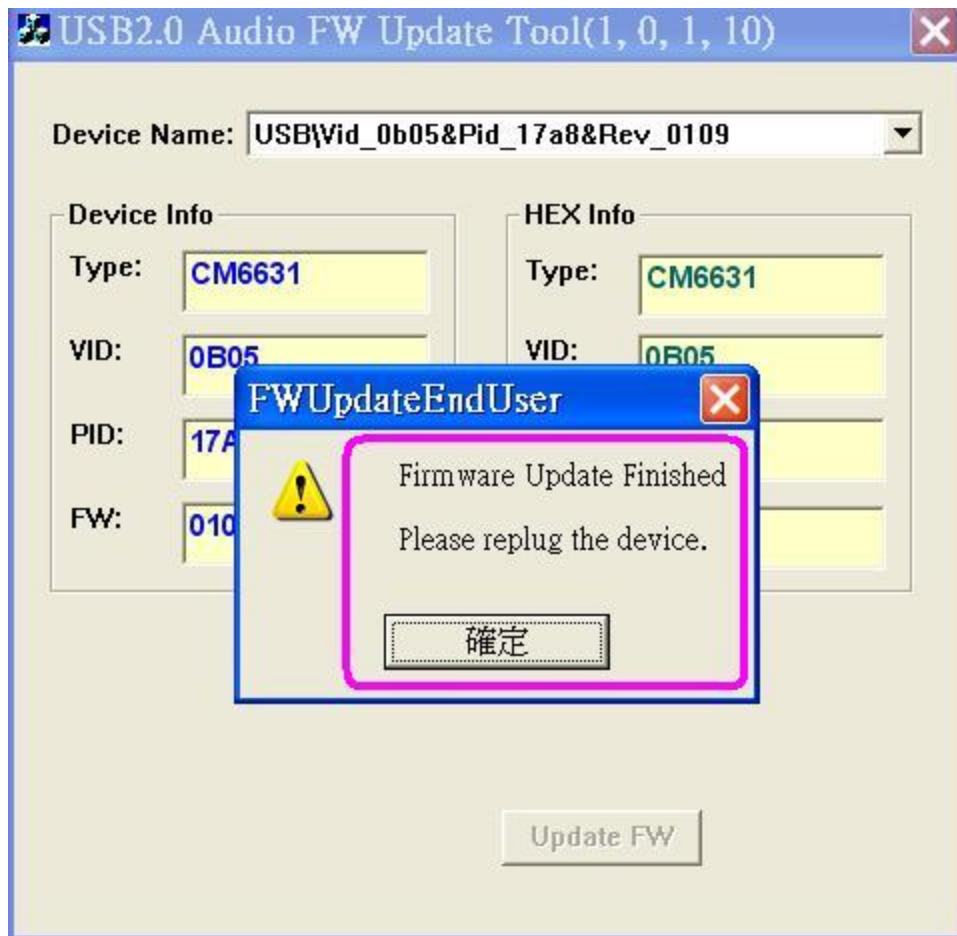 USB2.0 Audio FW Update Tool(1, 0, 1, 10)
Device Name: USB\Vid_0b05&Pid_17a8&Rev_0109
Device Info
Type: CM6631
VID: 0B05
PID:
FW:
HEX Info
Type: CM6631
VID: 0B05
FWUpdateEndUser
Firmware Update Finished
Please replug the device.
確定
Update FW